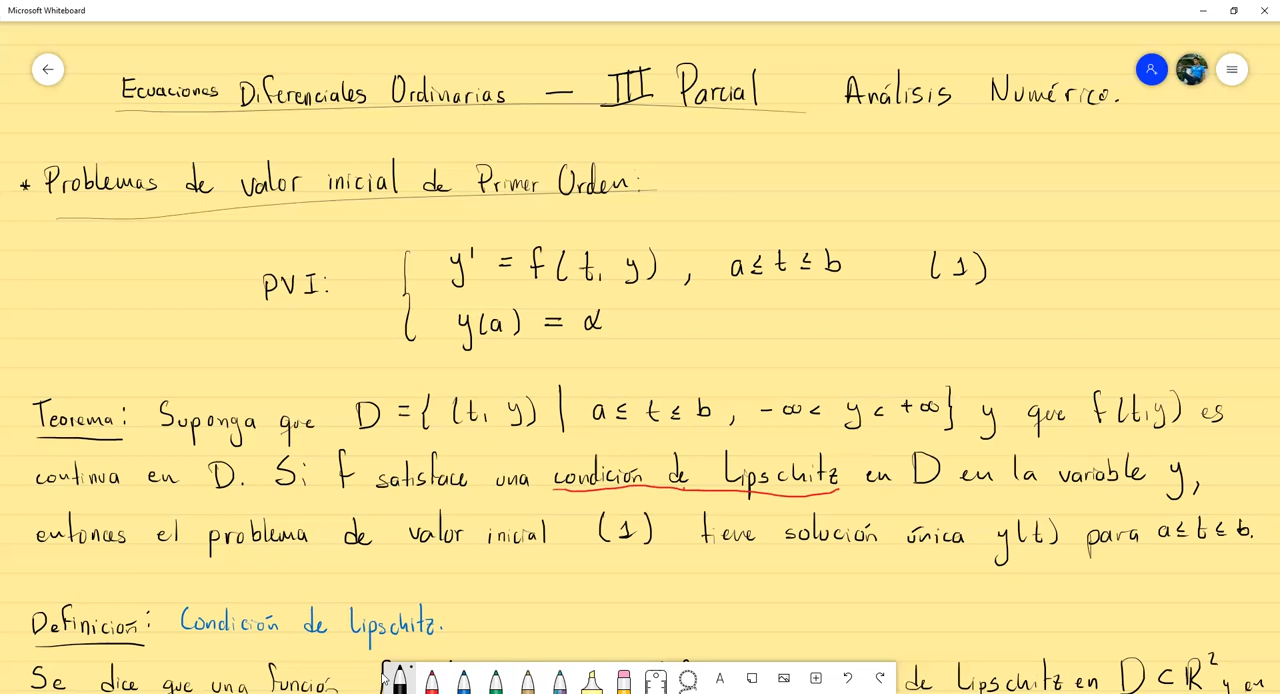 Microsoft Whiteboard
Ecuaciones Diferenciales Ordinarias — III Parcial Análisis Numérico.
* Problemas de valor inicial de Primer Orden:
PVI: { y' = f(t, y), a ≤ t ≤ b (1)
y(a) = α
Teorema: Suponga que D = { (t, y) | a ≤ t ≤ b, -∞ < y < +∞} y que f(t,y) es
continua en D. Si f satisface una condición de Lipschitz en D en la variable y,
entonces el problema de valor inicial (1) tiene solución única y(t) para a ≤ t ≤ b.
Definición: Condición de Lipschitz.
Se dice que una función de Lipschitz en D ⊂ ℝ² y en